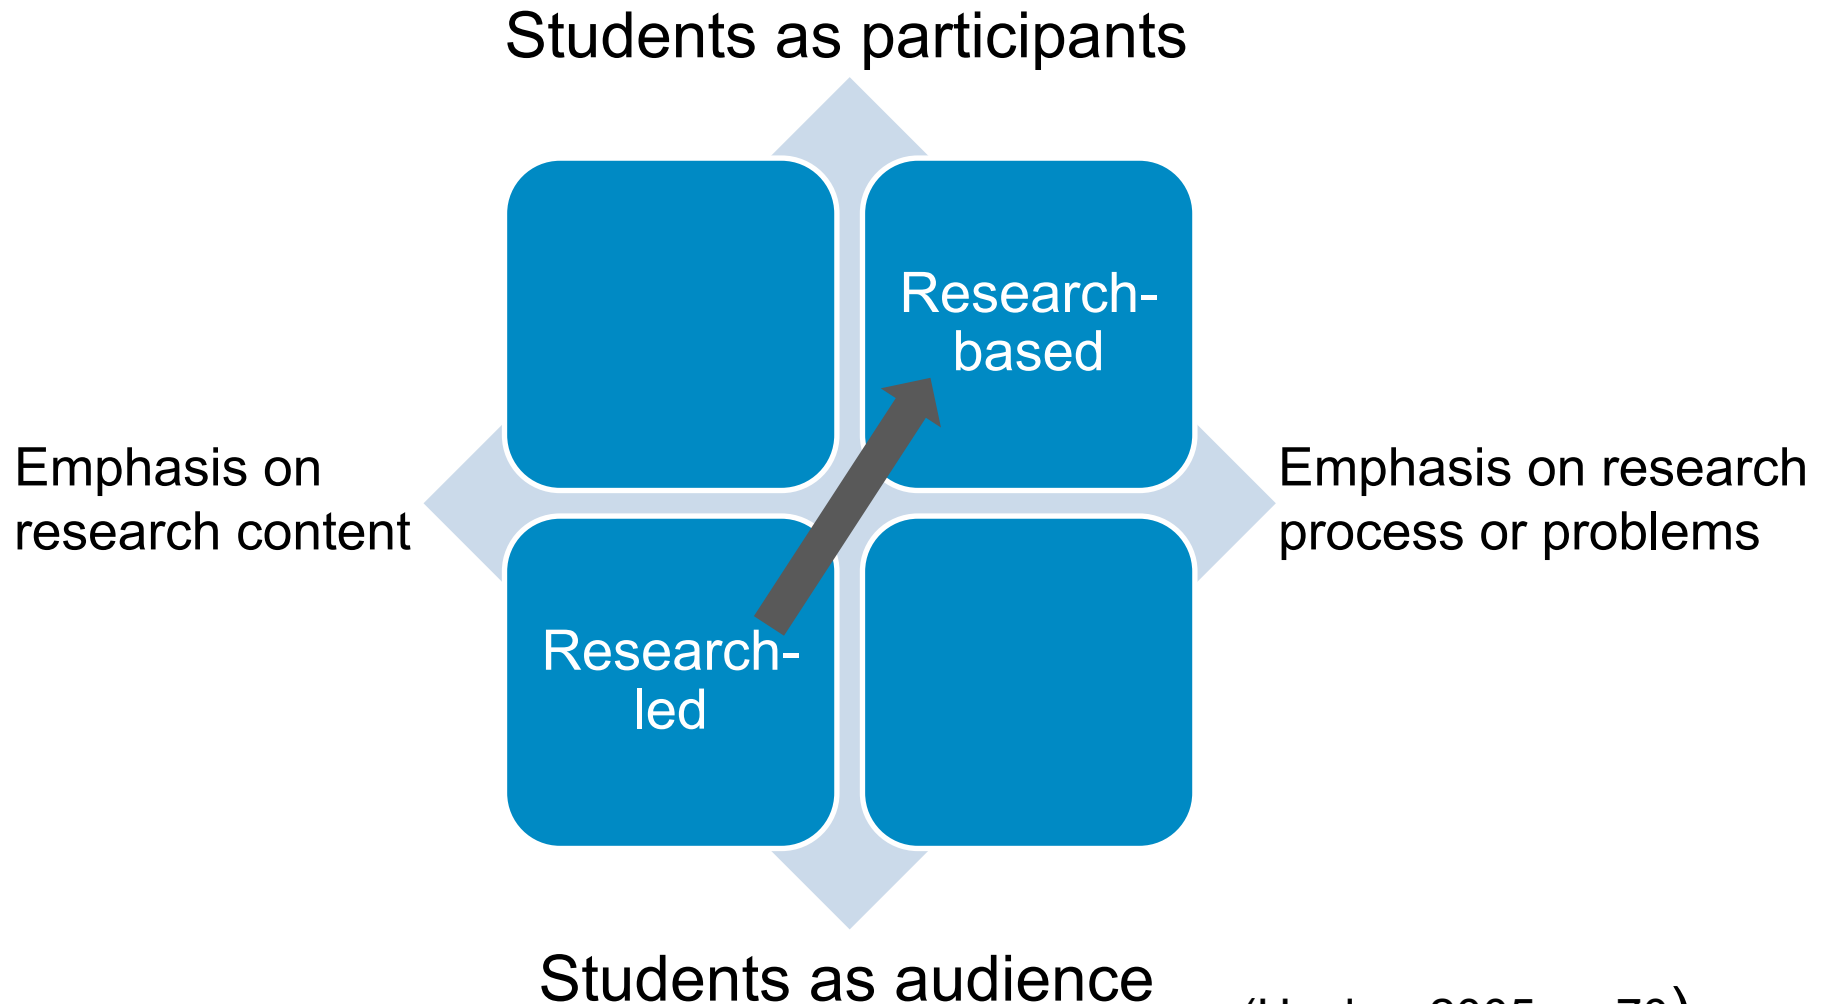 Students as participants
Research-
based
Emphasis on
research content
Emphasis on research
process or problems
Research-
led
Students as audience